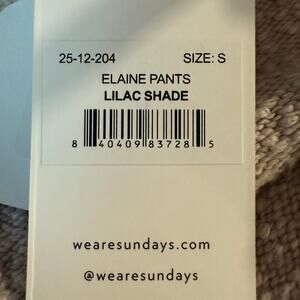 25-12-204 SIZE: S
ELAINE PANTS
LILAC SHADE
8 40409 83728 5
wearesundays.com
@wearesundays